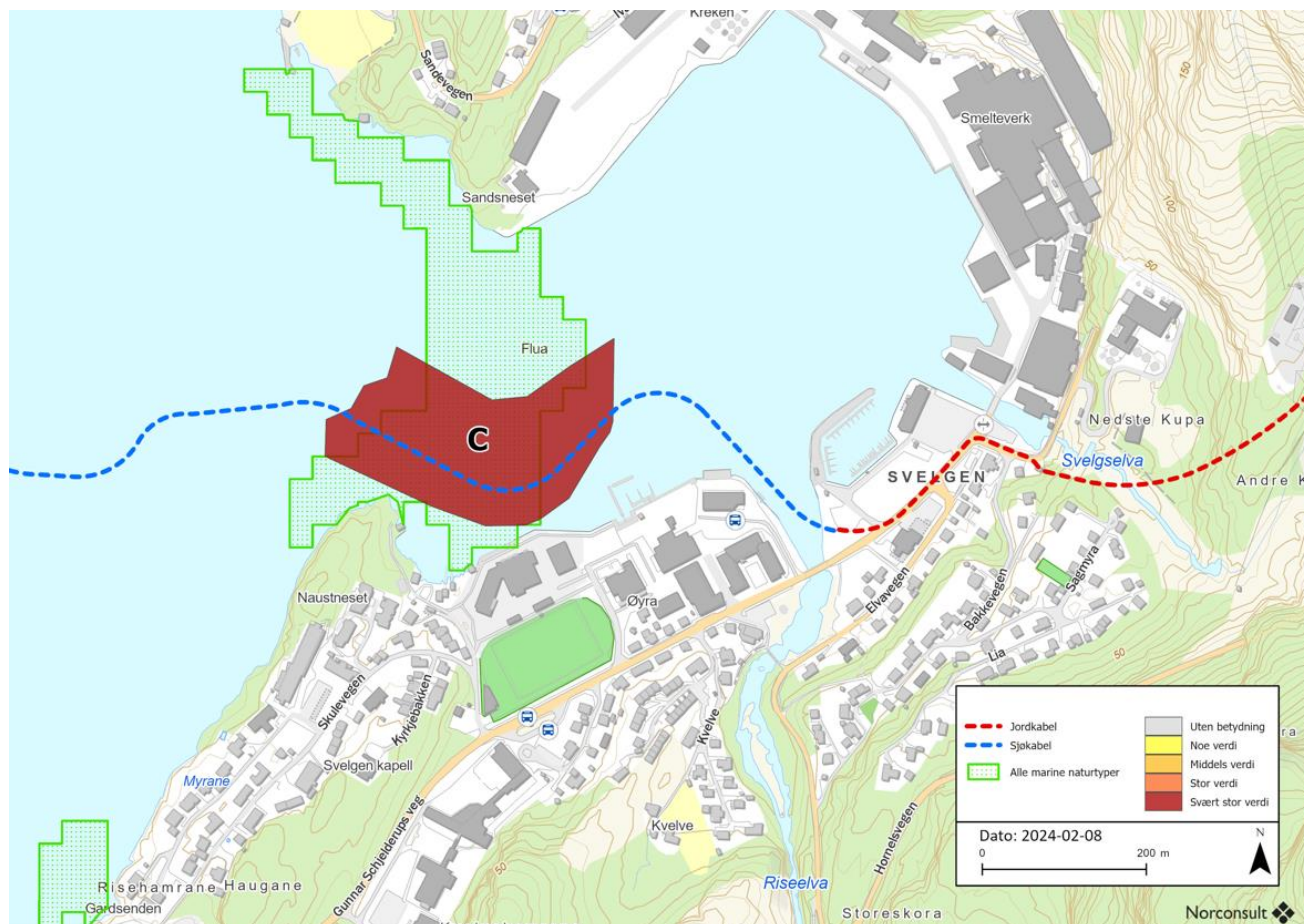 Kreken
Sandevegen
150
Smelteverk
100
Sandsneset
50
Flua
Nedste Kupa
C
Svelgselva
SVELGEN
Andre K
Sagmyra
Naustneset
Øyra
Elvavegen
Bakkevegen
Lia
50
Skulevegen
Kyrkjebakken
Kvelve
Svelgen kapell
Myrane
Kvelve
Hornelsvegen
Gunnar Schjelderups veg
50
Risehamrane
Haugane
Gardsenden
Riseelva
Storeskora
Jordkabel
Sjøkabel
Alle marine naturtyper
Uten betydning
Noe verdi
Middels verdi
Stor verdi
Svært stor verdi
Dato: 2024-02-08
N
0 200 m
Norconsult